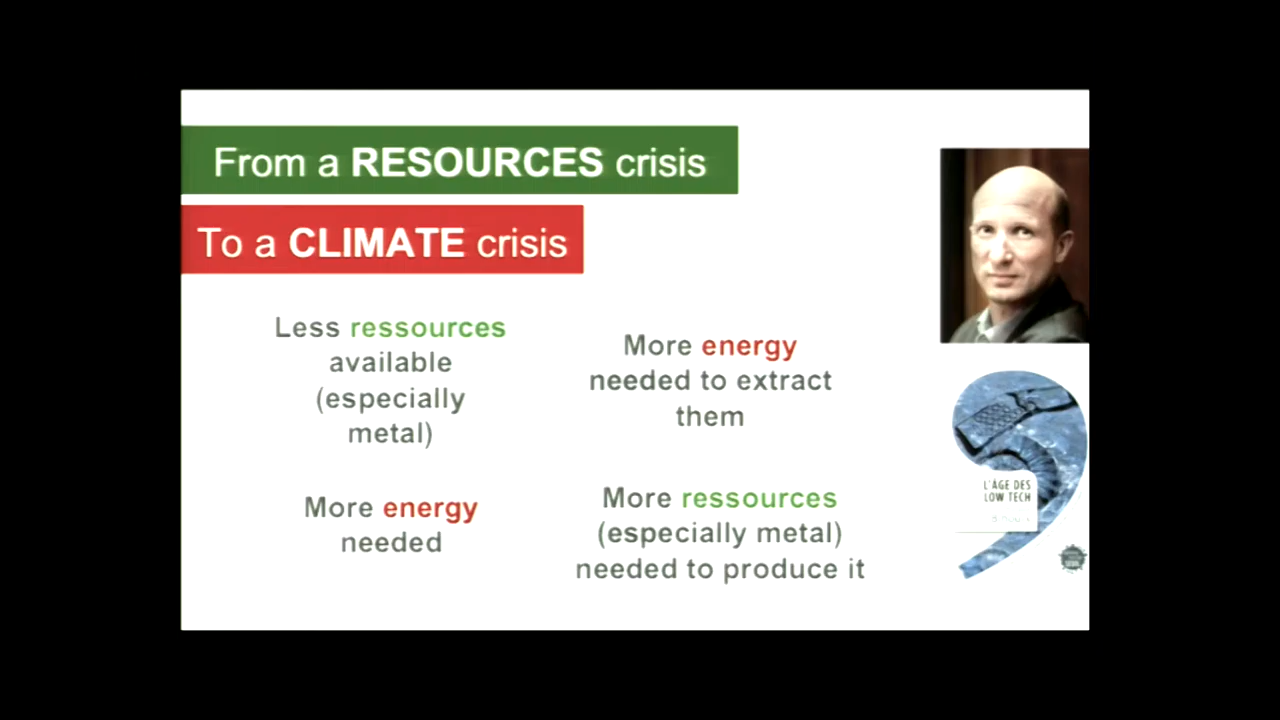 From a RESOURCES crisis
To a CLIMATE crisis
Less ressources
available
(especially
metal)
More energy
needed to extract
them
More energy
needed
More ressources
(especially metal)
needed to produce it
L'ÂGE DES
LOW TECH